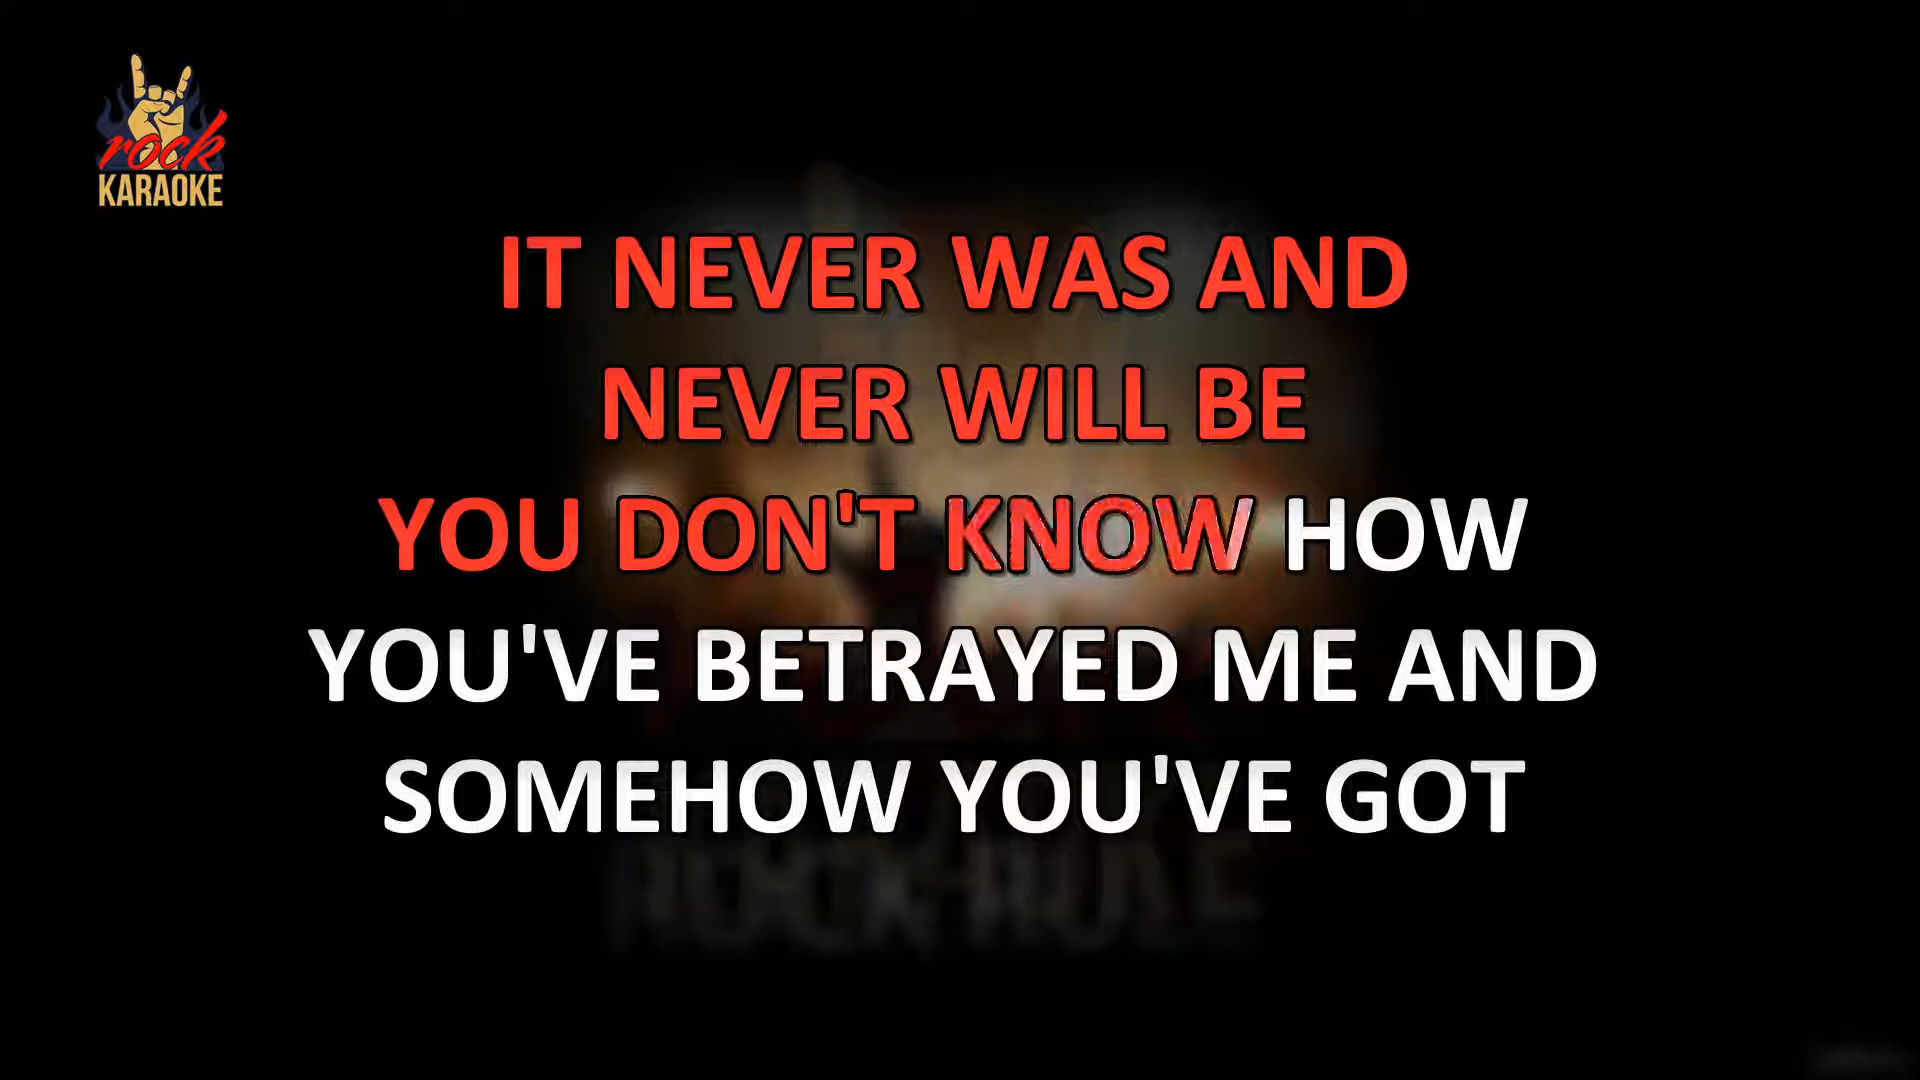 rock
KARAOKE
IT NEVER WAS AND
NEVER WILL BE
YOU DON'T KNOW HOW
YOU'VE BETRAYED ME AND
SOMEHOW YOU'VE GOT